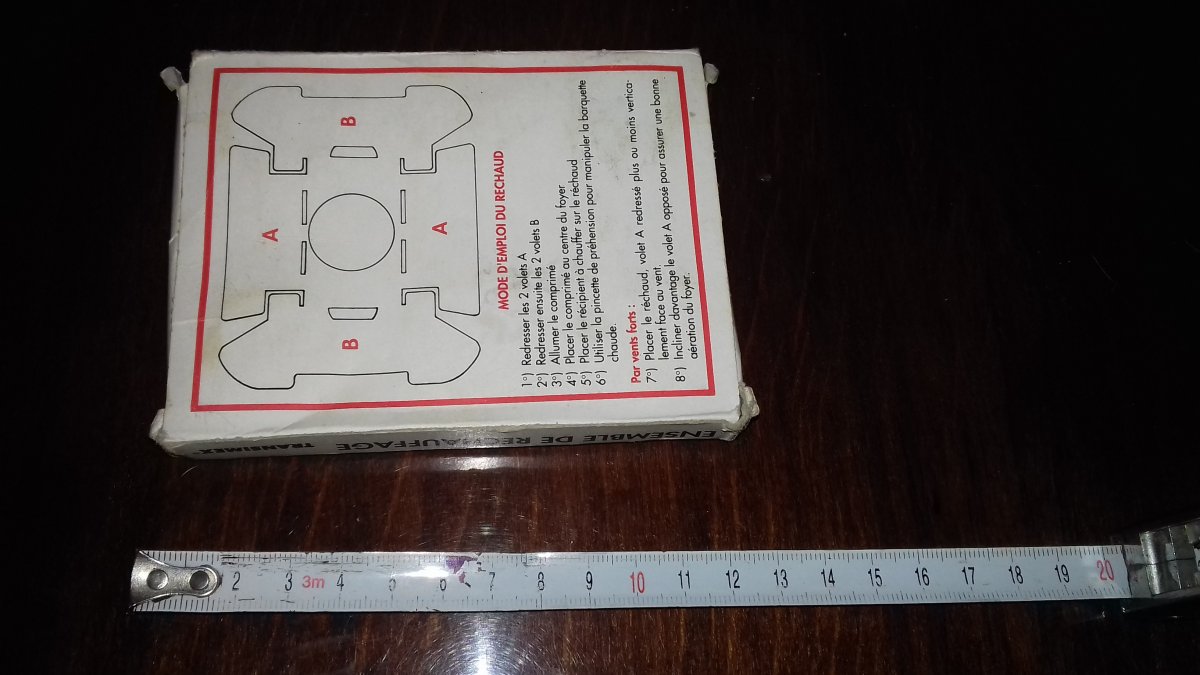 B
A
A
B
MODE D'EMPLOI DU RECHAUD
1°) Redresser les 2 volets A
2°) Redresser ensuite les 2 volets B
3°) Allumer le comprimé
4°) Placer le comprimé au centre du foyer
5°) Placer le récipient à chauffer sur le réchaud
6°) Utiliser la pincette de préhension pour manipuler la barquette
chaude.
Par vents forts :
7°) Placer le réchaud, volet A redressé plus ou moins vertica-
lement face au vent.
8°) Incliner davantage le volet A opposé pour assurer une bonne
aération du foyer.
ENSEMBLE DE RECHAUFFAGE TRANSIMEX
2 3 3m 4 5 6 7 8 9 10 11 12 13 14 15 16 17 18 19 20